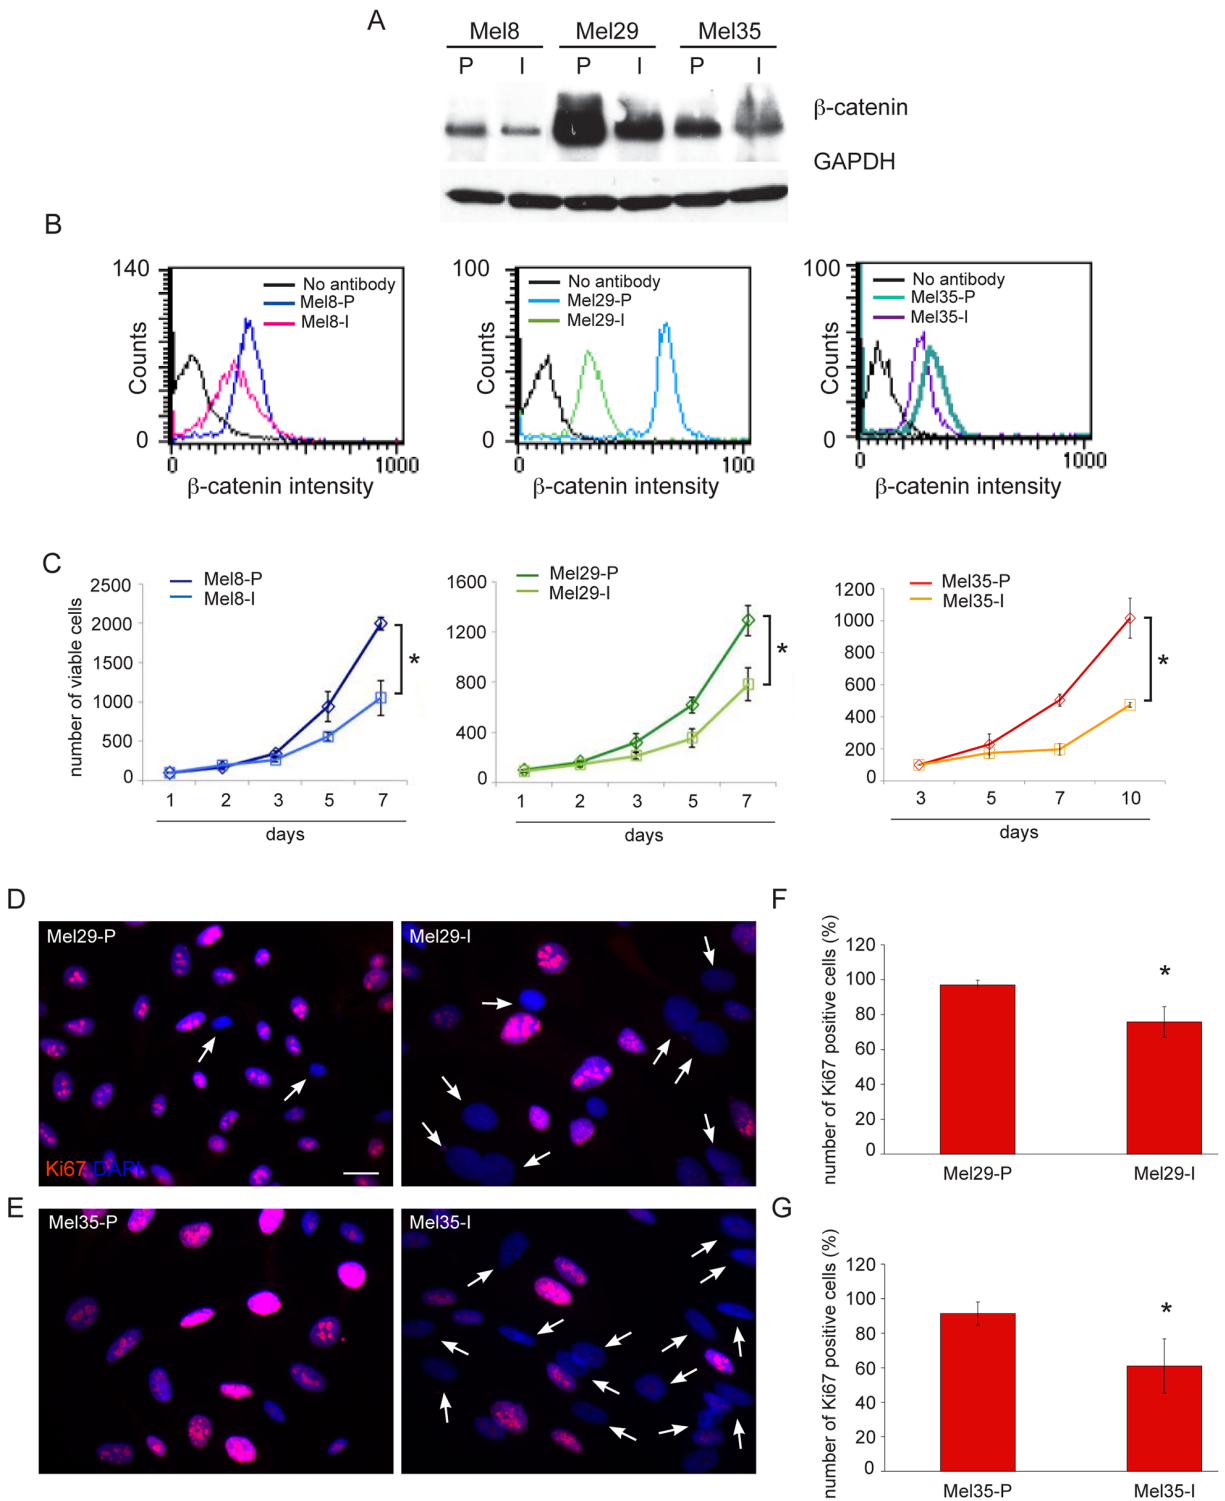 A
Mel8 Mel29 Mel35
P I P I P I
β-catenin
GAPDH
B
140
Counts
0
0 1000
β-catenin intensity
No antibody
Mel8-P
Mel8-I
100
Counts
0
0 100
β-catenin intensity
No antibody
Mel29-P
Mel29-I
100
Counts
0
0 1000
β-catenin intensity
No antibody
Mel35-P
Mel35-I
C
number of viable cells
2500
2000
1500
1000
500
0
1 2 3 5 7
days
Mel8-P
Mel8-I
*
1600
1200
800
400
0
1 2 3 5 7
days
Mel29-P
Mel29-I
*
1200
1000
800
600
400
200
0
3 5 7 10
days
Mel35-P
Mel35-I
*
D
Mel29-P
Ki67 DAPI
Mel29-I
E
Mel35-P
Mel35-I
F
number of Ki67 positive cells (%)
120
100
80
60
40
20
0
*
Mel29-P Mel29-I
G
number of Ki67 positive cells (%)
120
100
80
60
40
20
0
*
Mel35-P Mel35-I